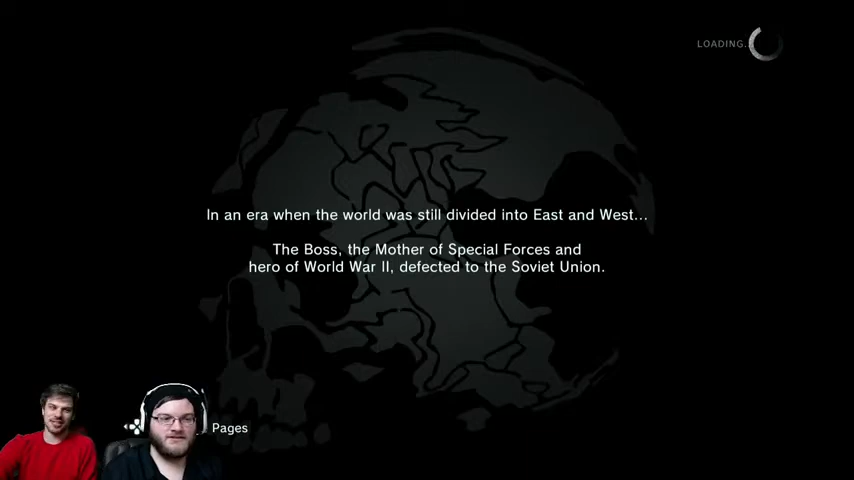 LOADING..
In an era when the world was still divided into East and West...
The Boss, the Mother of Special Forces and
hero of World War II, defected to the Soviet Union.
Pages